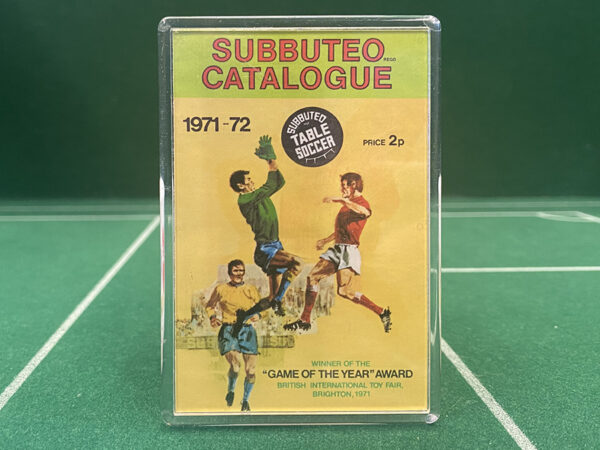 SUBBUTEO REGD
CATALOGUE
1971-72
SUBBUTEO
TABLE
SOCCER
PRICE 2p
WINNER OF THE
"GAME OF THE YEAR" AWARD
BRITISH INTERNATIONAL TOY FAIR,
BRIGHTON, 1971